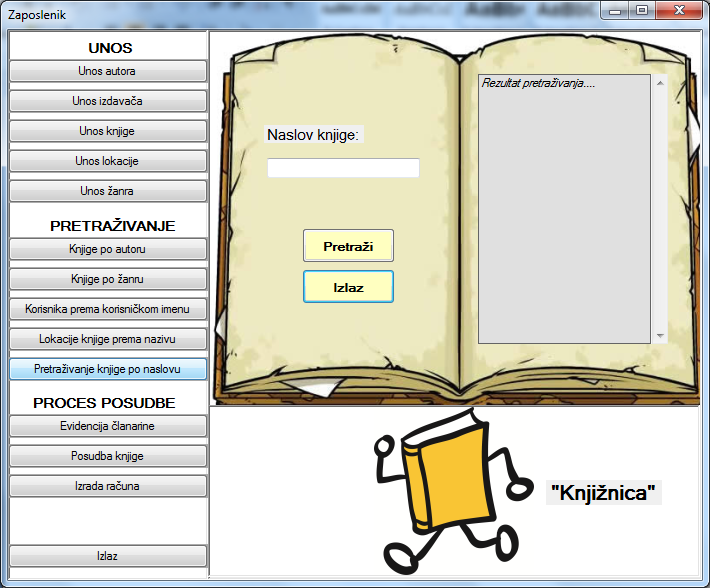 Zaposlenik
UNOS
Unos autora
Unos izdavača
Unos knjige
Unos lokacije
Unos žanra
PRETRAŽIVANJE
Knjige po autoru
Knjige po žanru
Korisnika prema korisničkom imenu
Lokacije knjige prema nazivu
Pretraživanje knjige po naslovu
PROCES POSUDBE
Evidencija članarine
Posudba knjige
Izrada računa
Izlaz
Naslov knjige:
Pretraži
Izlaz
Rezultat pretraživanja....
"Knjižnica"